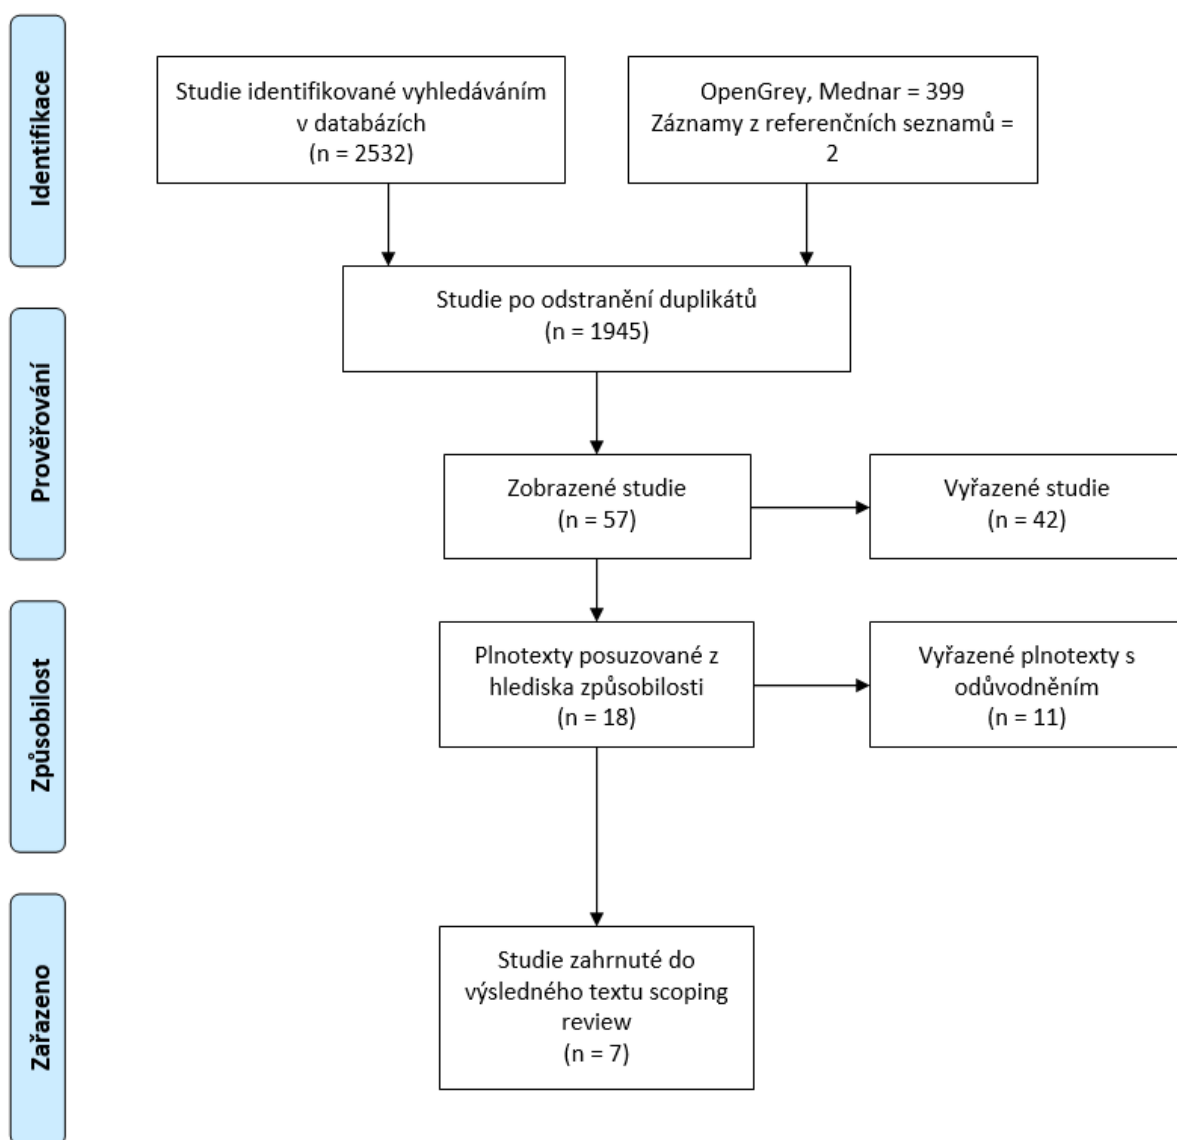 Identifikace
Studie identifikované vyhledáváním
v databázích
(n = 2532)
OpenGrey, Mednar = 399
Záznamy z referenčních seznamů =
2
Studie po odstranění duplikátů
(n = 1945)
Prověřování
Zobrazené studie
(n = 57)
Vyřazené studie
(n = 42)
Způsobilost
Plnotexty posuzované z
hlediska způsobilosti
(n = 18)
Vyřazené plnotexty s
odůvodněním
(n = 11)
Zařazeno
Studie zahrnuté do
výsledného textu scoping
review
(n = 7)